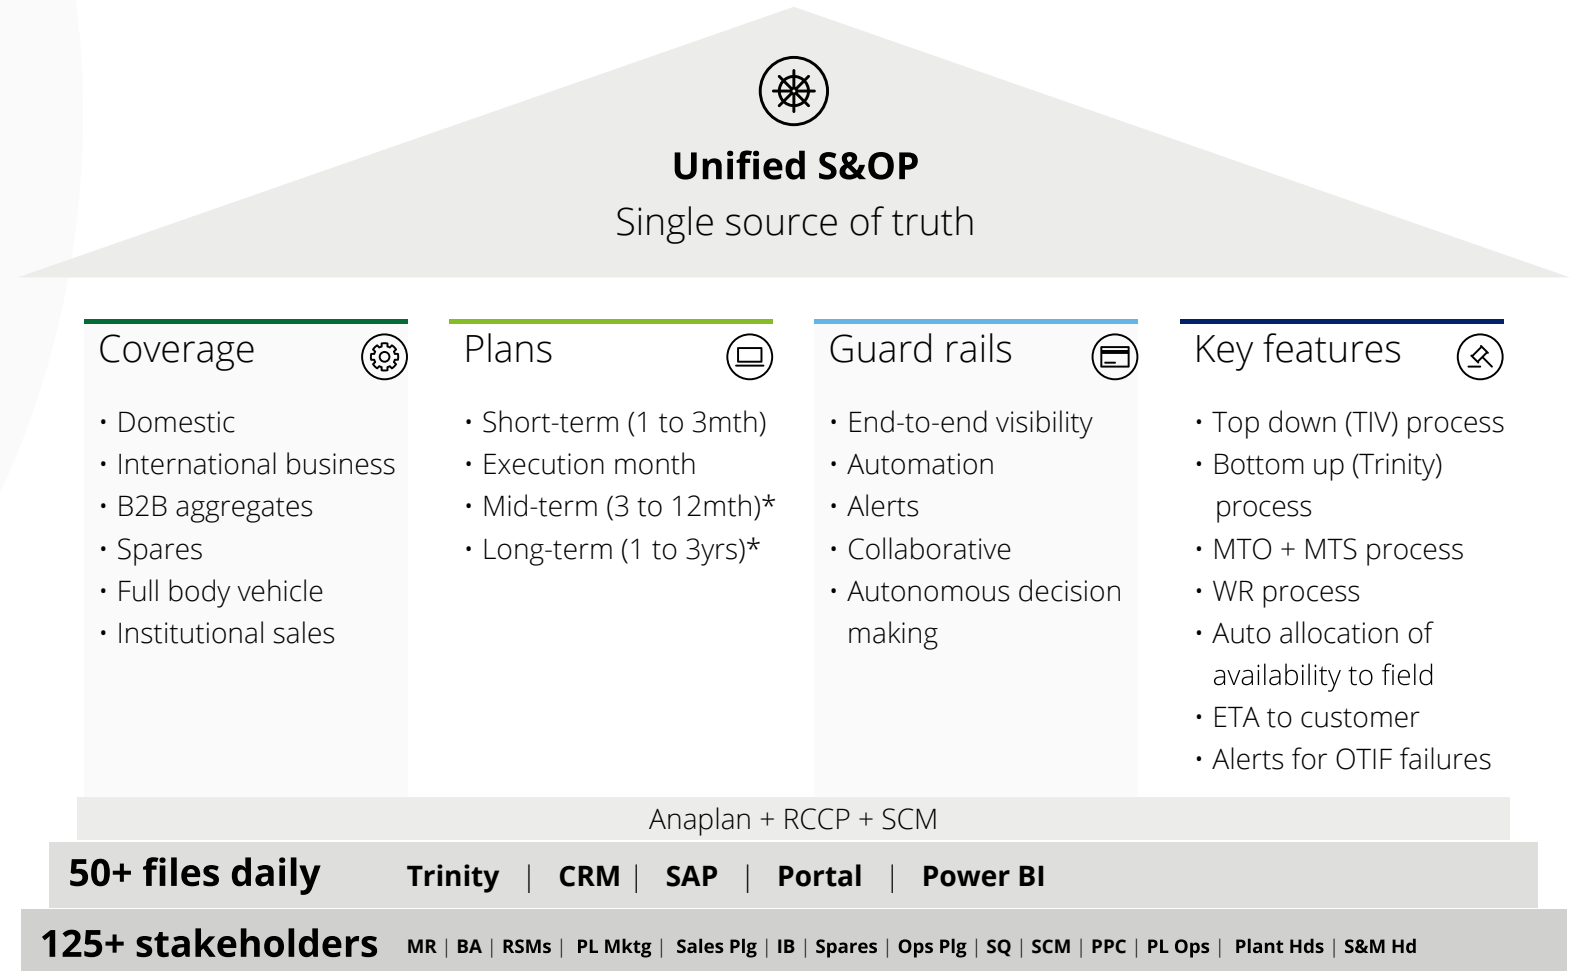 Unified S&OP
Single source of truth
Coverage
• Domestic
• International business
• B2B aggregates
• Spares
• Full body vehicle
• Institutional sales
Plans
• Short-term (1 to 3mth)
• Execution month
• Mid-term (3 to 12mth)*
• Long-term (1 to 3yrs)*
Guard rails
• End-to-end visibility
• Automation
• Alerts
• Collaborative
• Autonomous decision
making
Key features
• Top down (TIV) process
• Bottom up (Trinity)
process
• MTO + MTS process
• WR process
• Auto allocation of
availability to field
• ETA to customer
• Alerts for OTIF failures
Anaplan + RCCP + SCM
50+ files daily Trinity | CRM | SAP | Portal | Power BI
125+ stakeholders MR | BA | RSMs | PL Mktg | Sales Plg | IB | Spares | Ops Plg | SQ | SCM | PPC | PL Ops | Plant Hds | S&M Hd